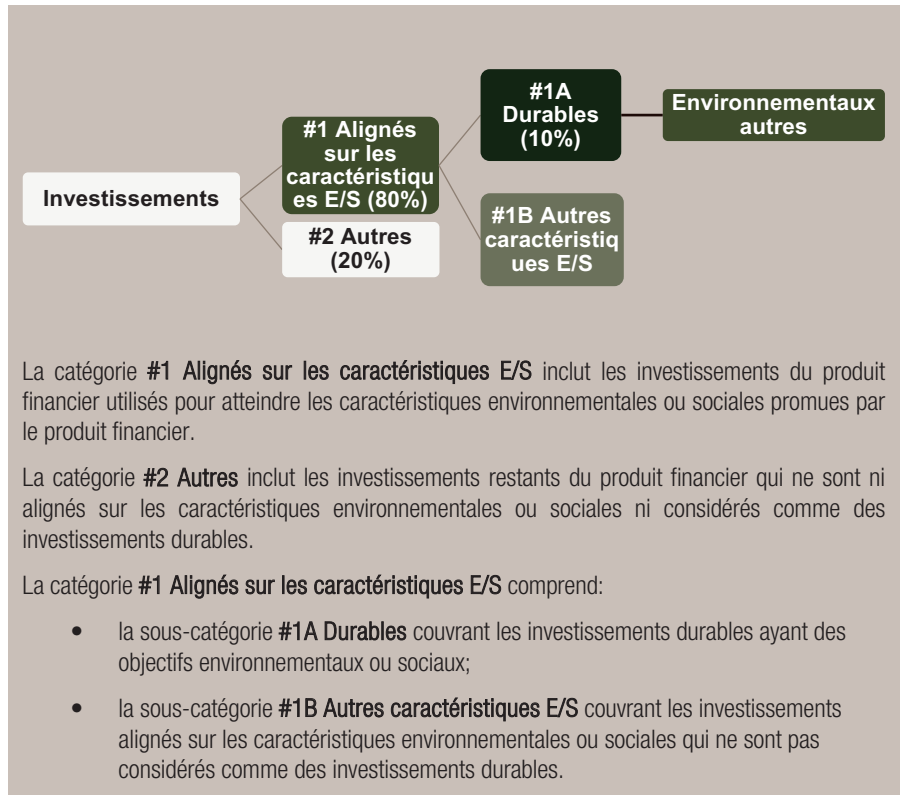 Investissements
#1 Alignés
sur les
caractéristiqu
es E/S (80%)
#2 Autres
(20%)
#1A
Durables
(10%)
#1B Autres
caractéristiq
ues E/S
Environnementaux
autres
La catégorie #1 Alignés sur les caractéristiques E/S inclut les investissements du produit
financier utilisés pour atteindre les caractéristiques environnementales ou sociales promues par
le produit financier.
La catégorie #2 Autres inclut les investissements restants du produit financier qui ne sont ni
alignés sur les caractéristiques environnementales ou sociales ni considérés comme des
investissements durables.
La catégorie #1 Alignés sur les caractéristiques E/S comprend:
• la sous-catégorie #1A Durables couvrant les investissements durables ayant des
objectifs environnementaux ou sociaux;
• la sous-catégorie #1B Autres caractéristiques E/S couvrant les investissements
alignés sur les caractéristiques environnementales ou sociales qui ne sont pas
considérés comme des investissements durables.